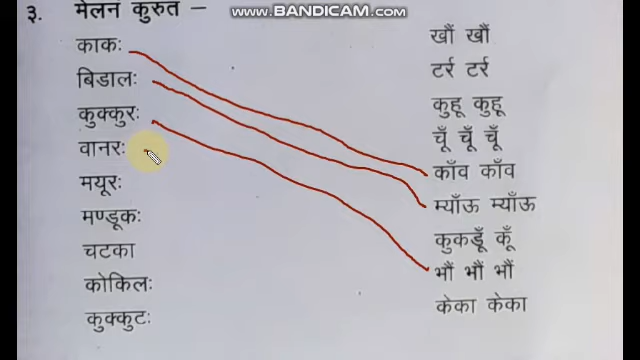 WWW.BANDICAM.COM
३. मेलनं कुरुत –
काकः
बिडालः
कुक्कुरः
वानरः
मयूरः
मण्डूकः
चटका
कोकिलः
कुक्कुटः
खौं खौं
टर्र टर्र
कुहू कुहू
चूँ चूँ चूँ
काँव काँव
म्याँऊ म्याँऊ
कुकडूँ कूँ
भौं भौं भौं
केका केका